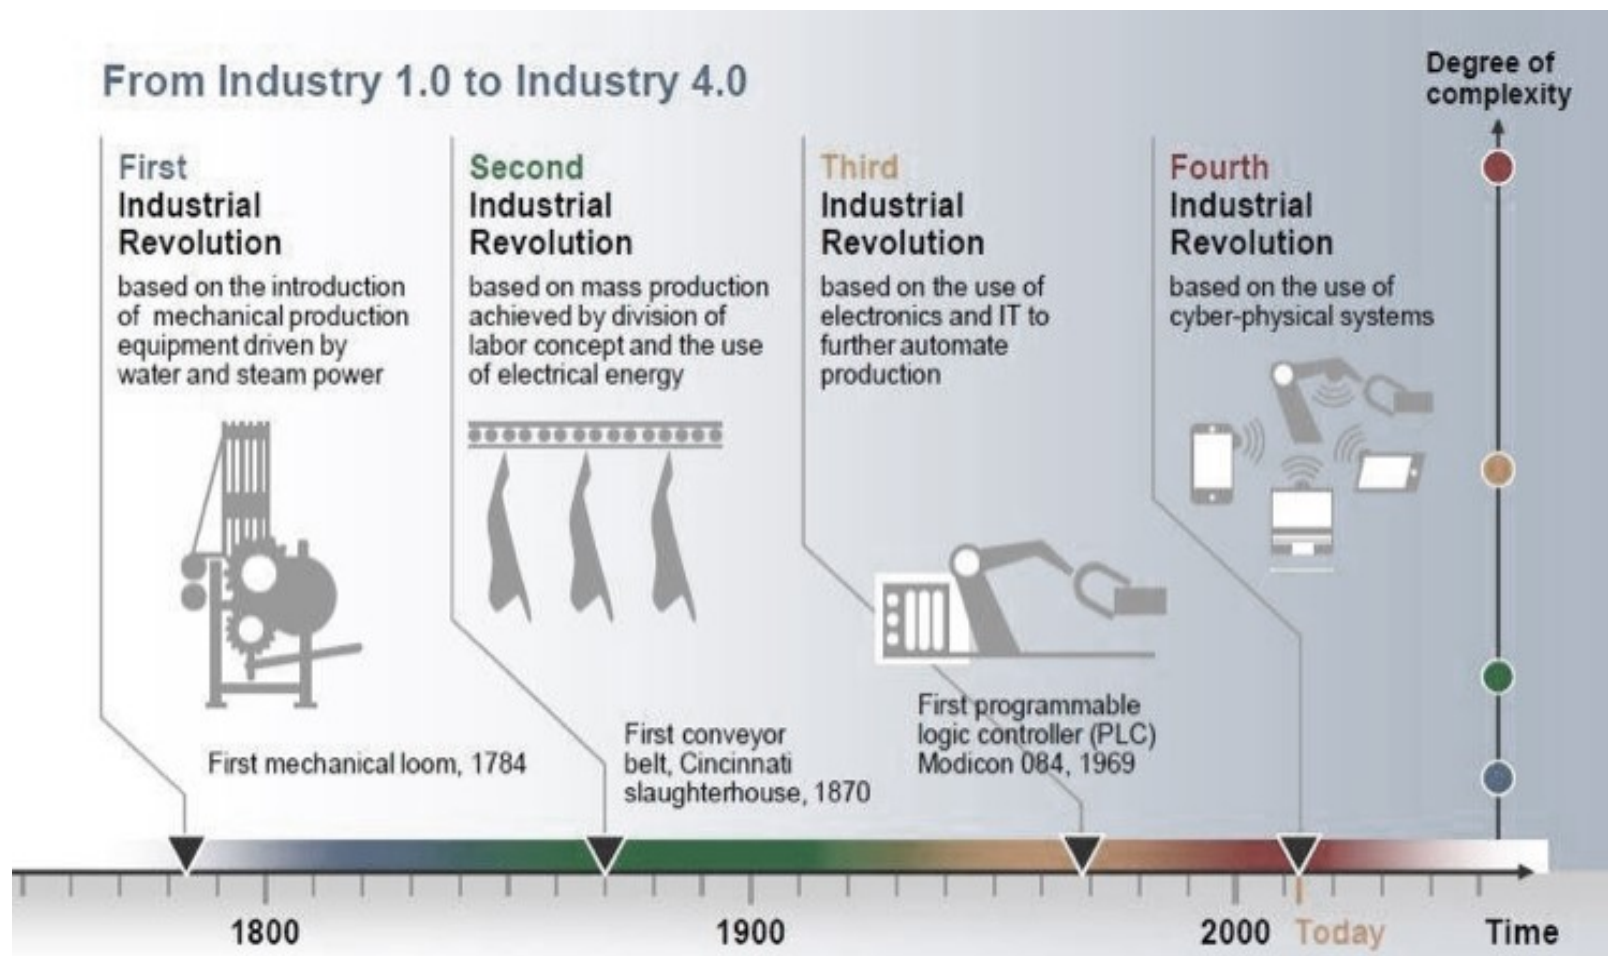 From Industry 1.0 to Industry 4.0
Degree of
complexity
First
Industrial
Revolution
based on the introduction
of mechanical production
equipment driven by
water and steam power
First mechanical loom, 1784
Second
Industrial
Revolution
based on mass production
achieved by division of
labor concept and the use
of electrical energy
First conveyor
belt, Cincinnati
slaughterhouse, 1870
Third
Industrial
Revolution
based on the use of
electronics and IT to
further automate
production
First programmable
logic controller (PLC)
Modicon 084, 1969
Fourth
Industrial
Revolution
based on the use of
cyber-physical systems
1800
1900
2000
Today
Time